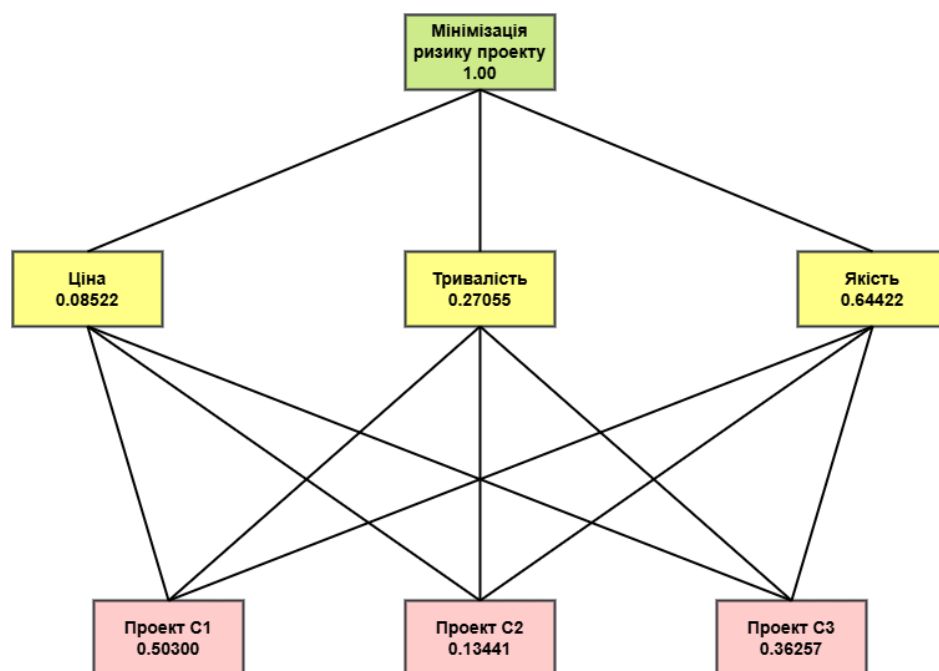 Мінімізація
ризику проекту
1.00
Ціна
0.08522
Тривалість
0.27055
Якість
0.64422
Проект С1
0.50300
Проект С2
0.13441
Проект С3
0.36257